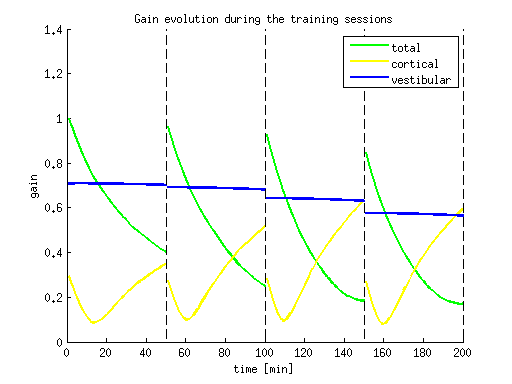 Gain evolution during the training sessions
1.4
1.2
1
0.8
0.6
0.4
0.2
0
gain
total
cortical
vestibular
0 20 40 60 80 100 120 140 160 180 200
time [min]